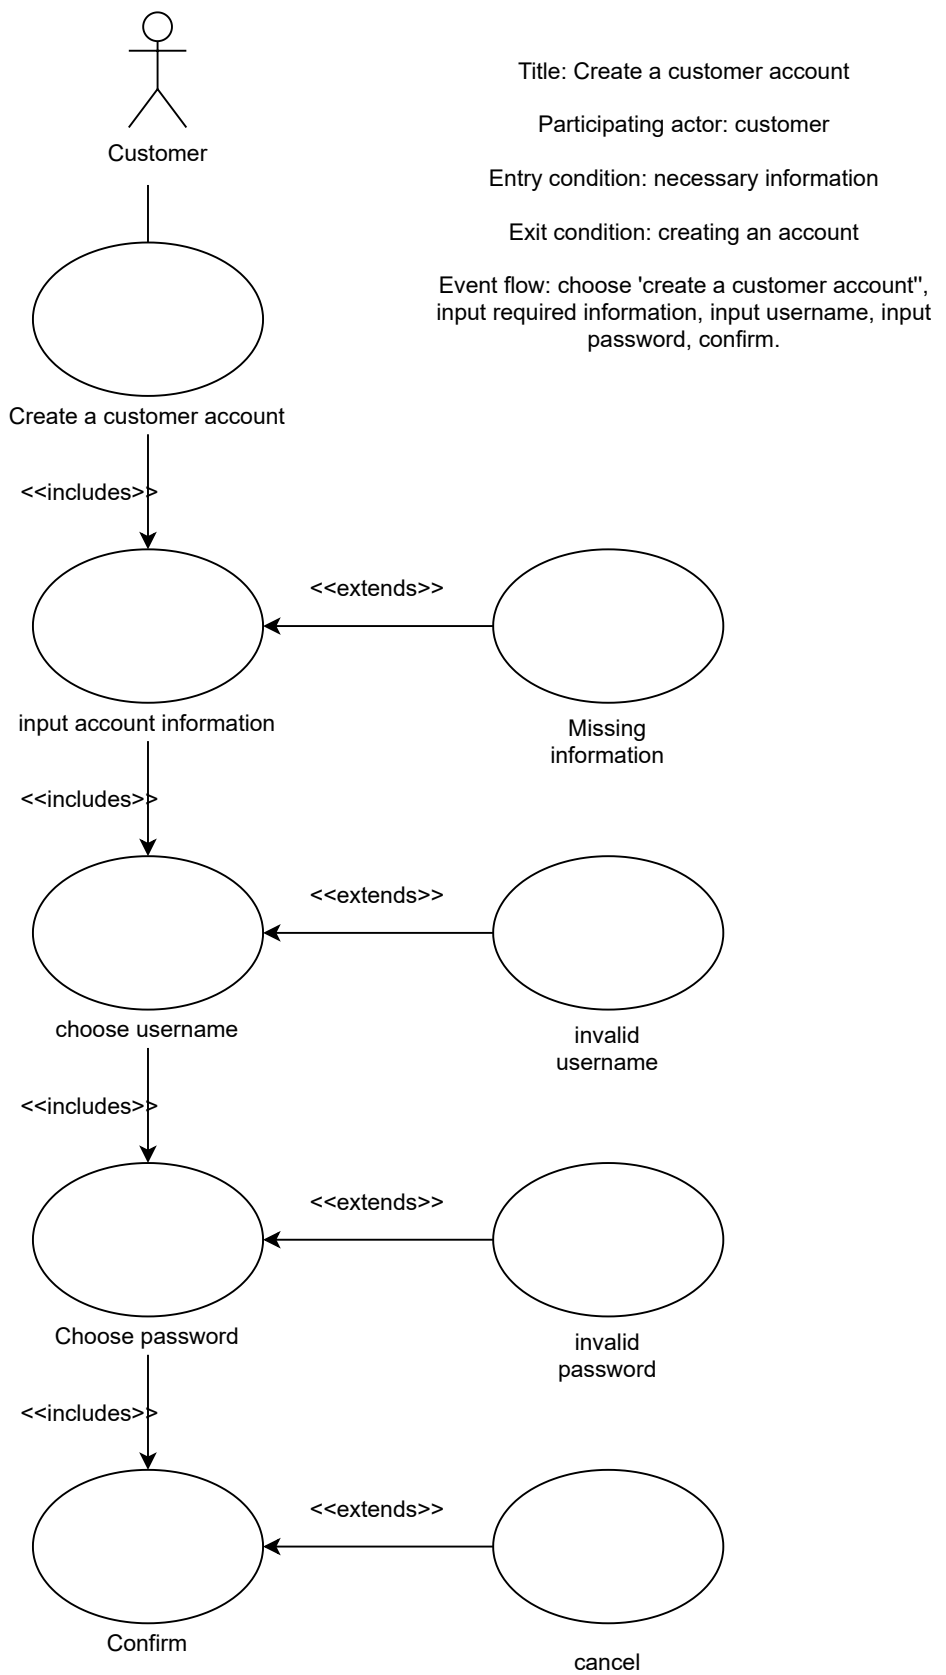 Customer
Title: Create a customer account
Participating actor: customer
Entry condition: necessary information
Exit condition: creating an account
Event flow: choose 'create a customer account",
input required information, input username, input
password, confirm.
Create a customer account
<<includes>>
<<extends>>
input account information
Missing
information
<<includes>>
<<extends>>
choose username
invalid
username
<<includes>>
<<extends>>
Choose password
invalid
password
<<includes>>
<<extends>>
Confirm
cancel